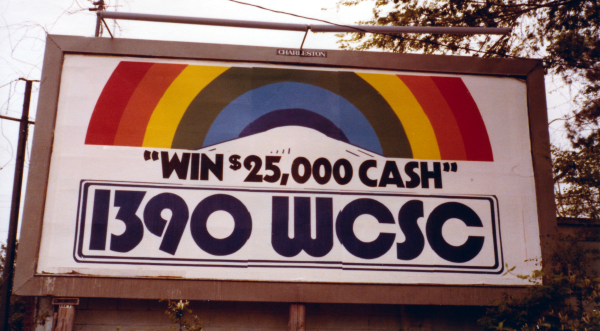 CHARLESTON
"WIN $25,000 CASH"
1390 WCSC